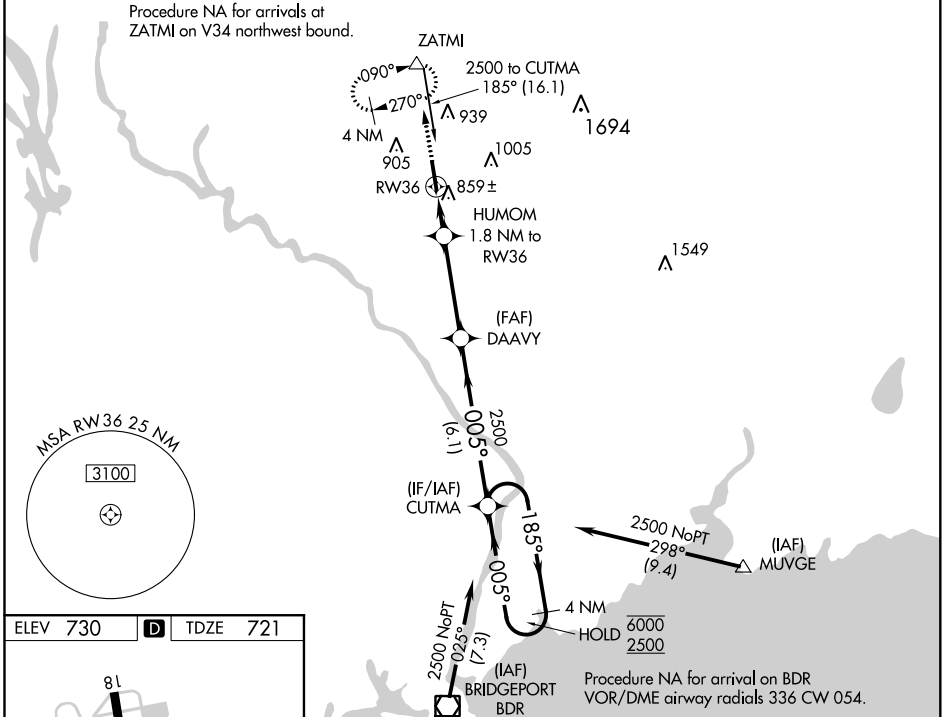 Procedure NA for arrivals at
ZATMI on V34 northwest bound.
ZATMI
090°
270°
4 NM
2500 to CUTMA
185° (16.1)
939
1694
905
1005
RW36
859±
HUMOM
1.8 NM to
RW36
1549
(FAF)
DAAVY
2500
005°
(6.1)
MSA RW36 25 NM
3100
(IF/IAF)
CUTMA
185°
005°
2500 NoPT
298°
(9.4)
(IAF)
MUVGE
4 NM
HOLD
6000
2500
2500 NoPT
025°
(7.3)
(IAF)
BRIDGEPORT
BDR
Procedure NA for arrival on BDR
VOR/DME airway radials 336 CW 054.
ELEV 730 D TDZE 721
18